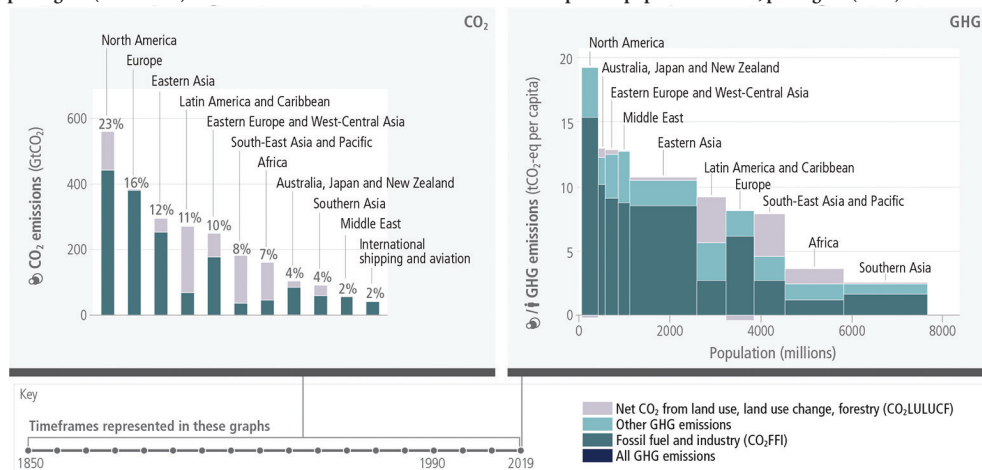 CO₂
North America
Europe
Eastern Asia
Latin America and Caribbean
Eastern Europe and West-Central Asia
South-East Asia and Pacific
Africa
Australia, Japan and New Zealand
Southern Asia
Middle East
International
shipping and aviation
CO₂ emissions (GtCO₂)
600
400
200
0
23%
16%
12%
11%
10%
8%
7%
4%
4%
2%
2%
GHG
North America
Australia, Japan and New Zealand
Eastern Europe and West-Central Asia
Middle East
Eastern Asia
Latin America and Caribbean
Europe
South-East Asia and Pacific
Africa
Southern Asia
/ GHG emissions (tCO₂-eq per capita)
20
15
10
5
0
0 2000 4000 6000 8000
Population (millions)
Key
Timeframes represented in these graphs
1850 1990 2019
Net CO₂ from land use, land use change, forestry (CO₂LULUCF)
Other GHG emissions
Fossil fuel and industry (CO₂FFI)
All GHG emissions